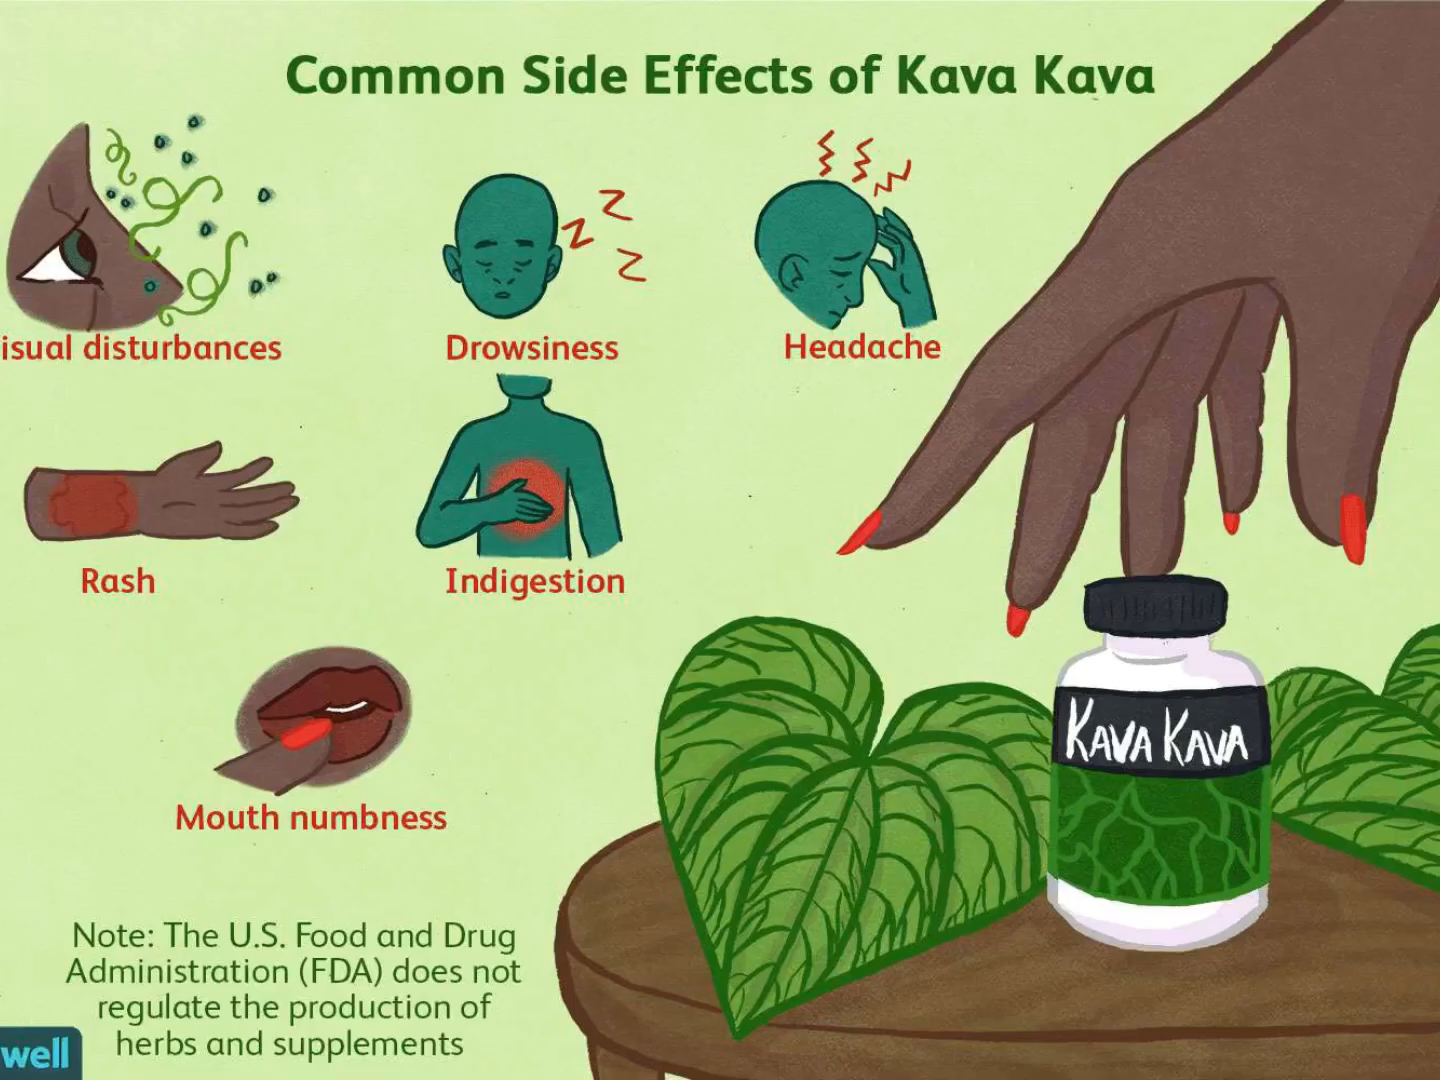 Common Side Effects of Kava Kava
isual disturbances
Drowsiness
Headache
Rash
Indigestion
Mouth numbness
KAVA KAVA
Note: The U.S. Food and Drug
Administration (FDA) does not
regulate the production of
herbs and supplements
well